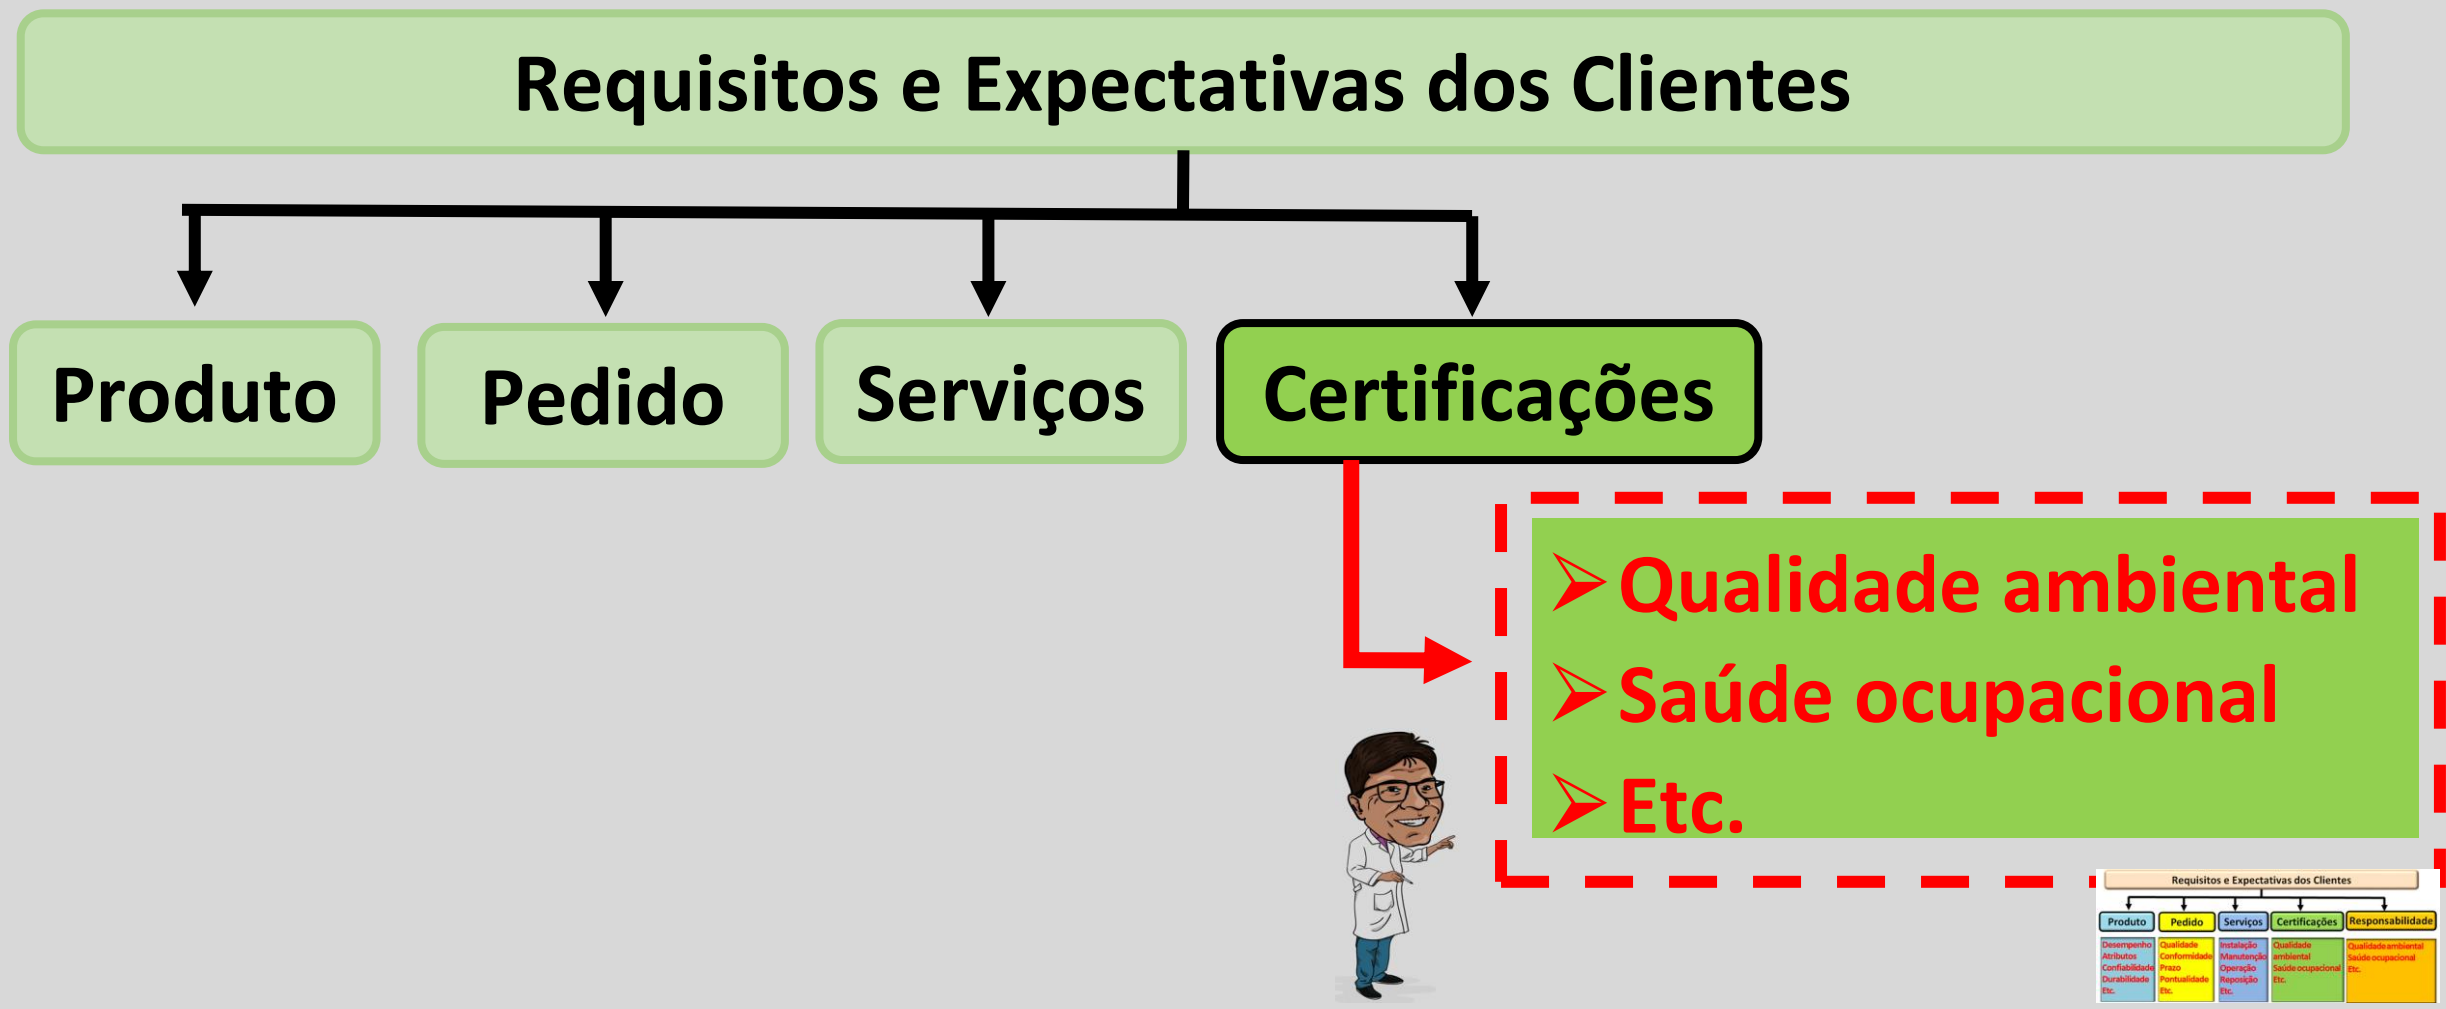 Requisitos e Expectativas dos Clientes
Produto
Pedido
Serviços
Certificações
Qualidade ambiental
Saúde ocupacional
Etc.
Requisitos e Expectativas dos Clientes
Produto
Pedido
Serviços
Certificações
Responsabilidade
Desempenho
Atributos
Confiabilidade
Durabilidade
Etc.
Qualidade
Conformidade
Prazo
Pontualidade
Etc.
Instalação
Manutenção
Operação
Reposição
Etc.
Qualidade
ambiental
Saúde ocupacional
Etc.
Qualidade ambiental
Saúde ocupacional
Etc.